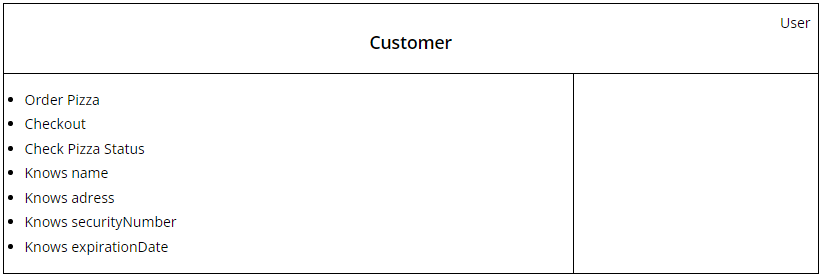 User
Customer
Order Pizza
Checkout
Check Pizza Status
Knows name
Knows adress
Knows securityNumber
Knows expirationDate